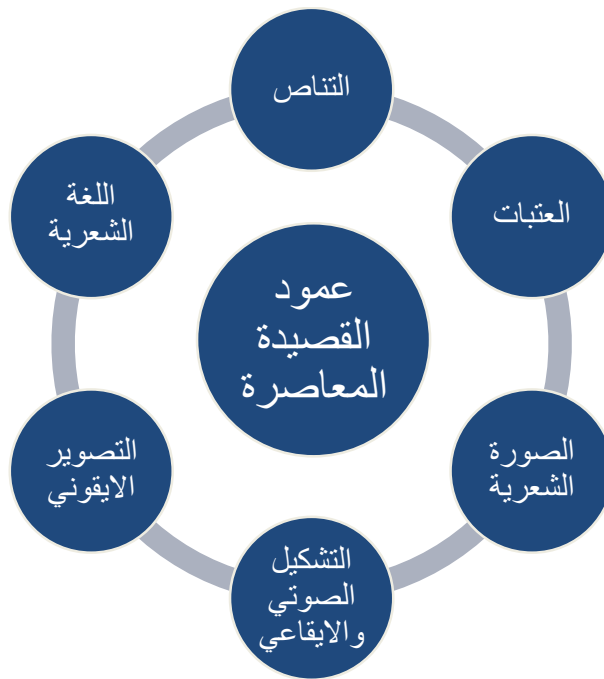 التناص
العتبات
الصورة
الشعرية
التشكيل
الصوتي
والايقاعي
التصوير
الايقوني
اللغة
الشعرية
عمود
القصيدة
المعاصرة